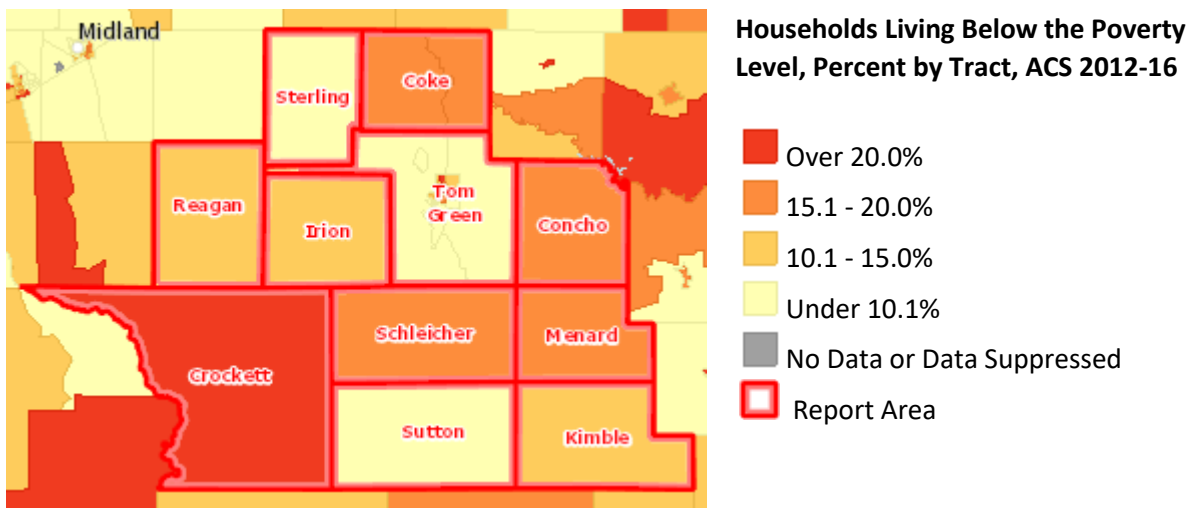 Midland
Sterling
Coke
Reagan
Irion
Tom
Green
Concho
Schleicher
Menard
Crockett
Sutton
Kimble
Households Living Below the Poverty
Level, Percent by Tract, ACS 2012-16
Over 20.0%
15.1 - 20.0%
10.1 - 15.0%
Under 10.1%
No Data or Data Suppressed
Report Area